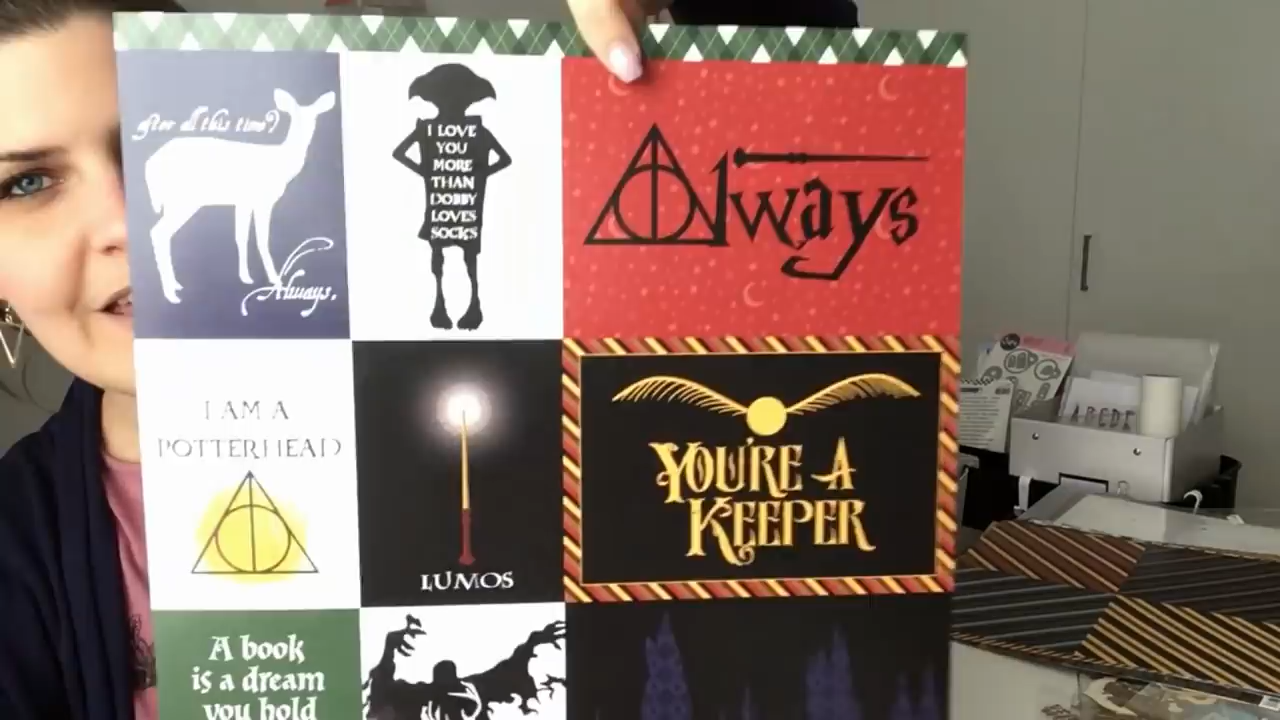 after all this time?
Always.
I LOVE
YOU
MORE
THAN
DOBBY
LOVES
SOCKS
Always
I AM A
POTTERHEAD
LUMOS
YOU'RE A
KEEPER
A book
is a dream
you hold